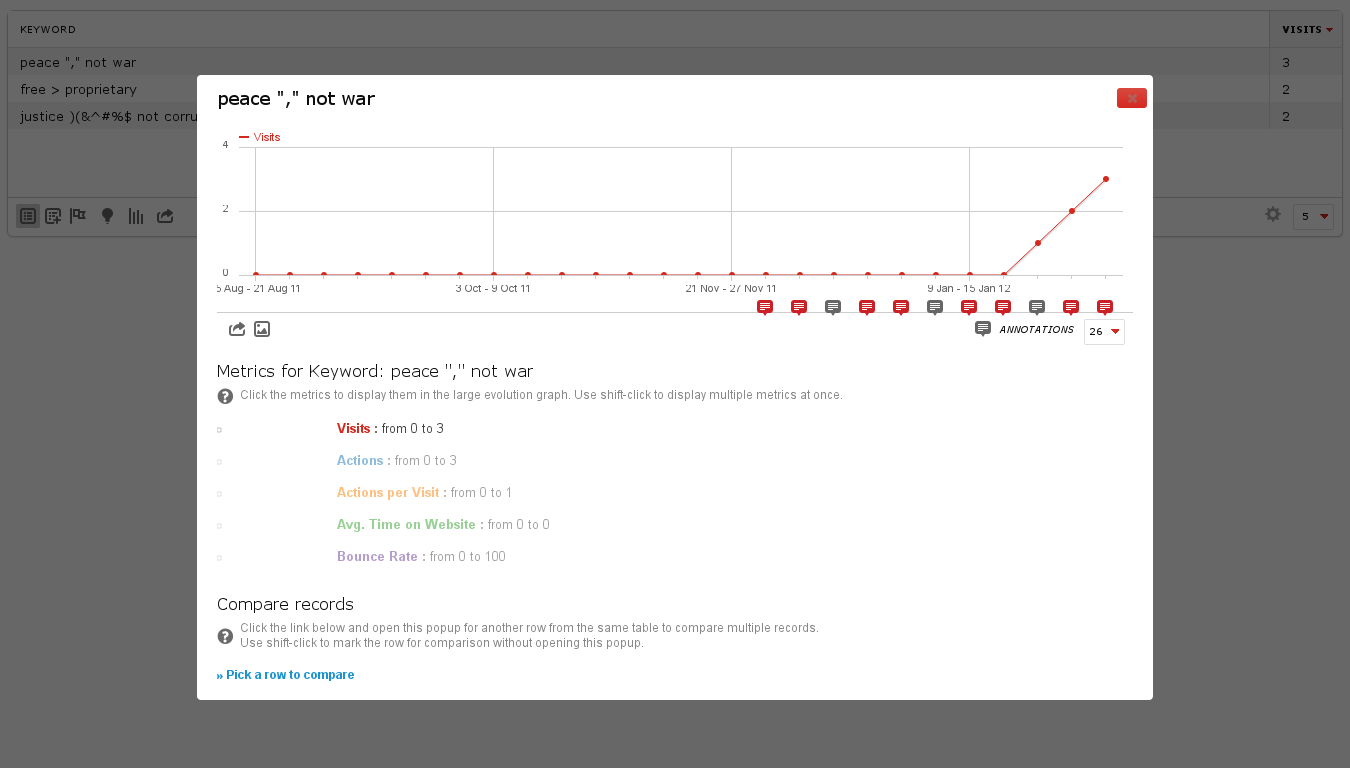 KEYWORD VISITS
peace "," not war 3
free > proprietary 2
justice )(&^#%$ not corru 2
5
peace "," not war
Visits
4
2
0
5 Aug - 21 Aug 11 3 Oct - 9 Oct 11 21 Nov - 27 Nov 11 9 Jan - 15 Jan 12
ANNOTATIONS 26
Metrics for Keyword: peace "," not war
? Click the metrics to display them in the large evolution graph. Use shift-click to display multiple metrics at once.
Visits : from 0 to 3
Actions : from 0 to 3
Actions per Visit : from 0 to 1
Avg. Time on Website : from 0 to 0
Bounce Rate : from 0 to 100
Compare records
? Click the link below and open this popup for another row from the same table to compare multiple records.
Use shift-click to mark the row for comparison without opening this popup.
» Pick a row to compare